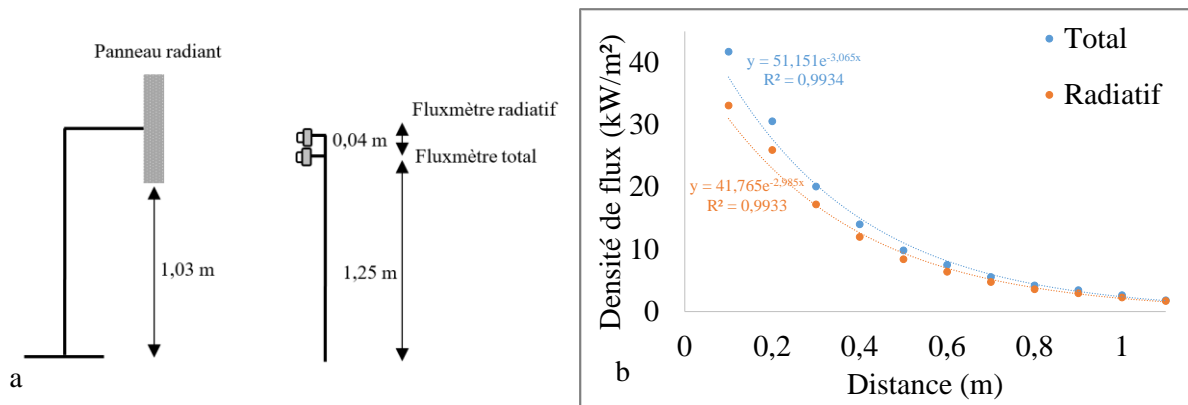 Panneau radiant
Fluxmètre radiatif
0,04 m
Fluxmètre total
1,03 m
1,25 m
a
Densité de flux (kW/m²)
40
30
20
10
0
y = 51,151e^-3,065x
R² = 0,9934
y = 41,765e^-2,985x
R² = 0,9933
Total
Radiatif
0 0,2 0,4 0,6 0,8 1
Distance (m)
b